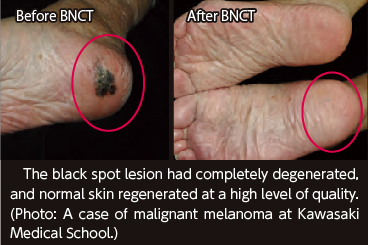 Before BNCT
After BNCT
The black spot lesion had completely degenerated,
and normal skin regenerated at a high level of quality.
(Photo: A case of malignant melanoma at Kawasaki
Medical School.)